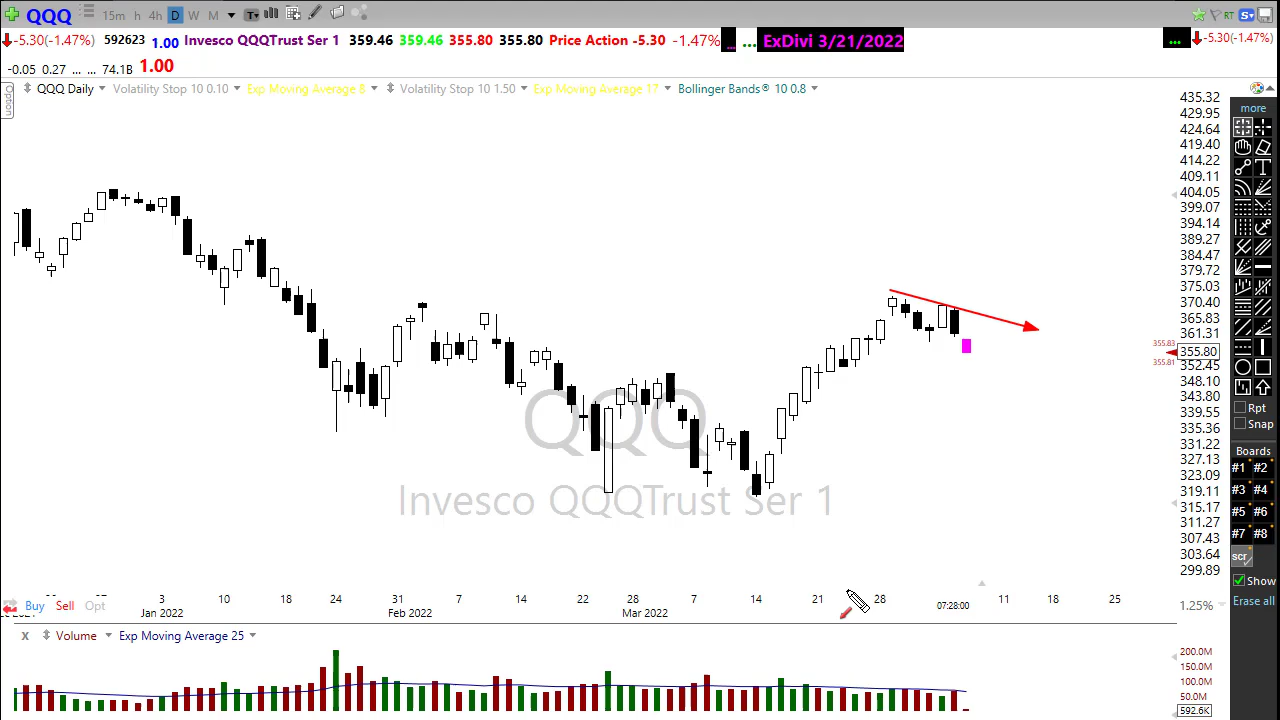 QQQ 15m h 4h D W M T RT S
-5.30(-1.47%) 592623 1.00 Invesco QQQTrust Ser 1 359.46 359.46 355.80 355.80 Price Action -5.30 -1.47% ... ... ExDivi 3/21/2022 ... -5.30(-1.47%)
-0.05 0.27 ... ... 74.1B 1.00
Option
QQQ Daily Volatility Stop 10 0.10 Exp Moving Average 8 Volatility Stop 10 1.50 Exp Moving Average 17 Bollinger Bands® 10 0.8
435.32
429.95
424.64
419.40
414.22
409.11
404.05
399.07
394.14
389.27
384.47
379.72
375.03
370.40
365.83
361.31
355.83
355.80
355.81
352.45
348.10
343.80
339.55
335.36
331.22
327.13
323.09
319.11
315.17
311.27
307.43
303.64
299.89
QQQ
Invesco QQQTrust Ser 1
more
T
Rpt
Snap
Boards
#1 #2
#3 #4
#5 #6
#7 #8
scr
Show
Erase all
3 10 18 24 31 7 14 22 28 7 14 21 28 07:28:00 11 18 25
Buy Sell Opt Jan 2022 Feb 2022 Mar 2022 1.25%
x Volume Exp Moving Average 25
200.0M
150.0M
100.0M
50.0M
592.6K